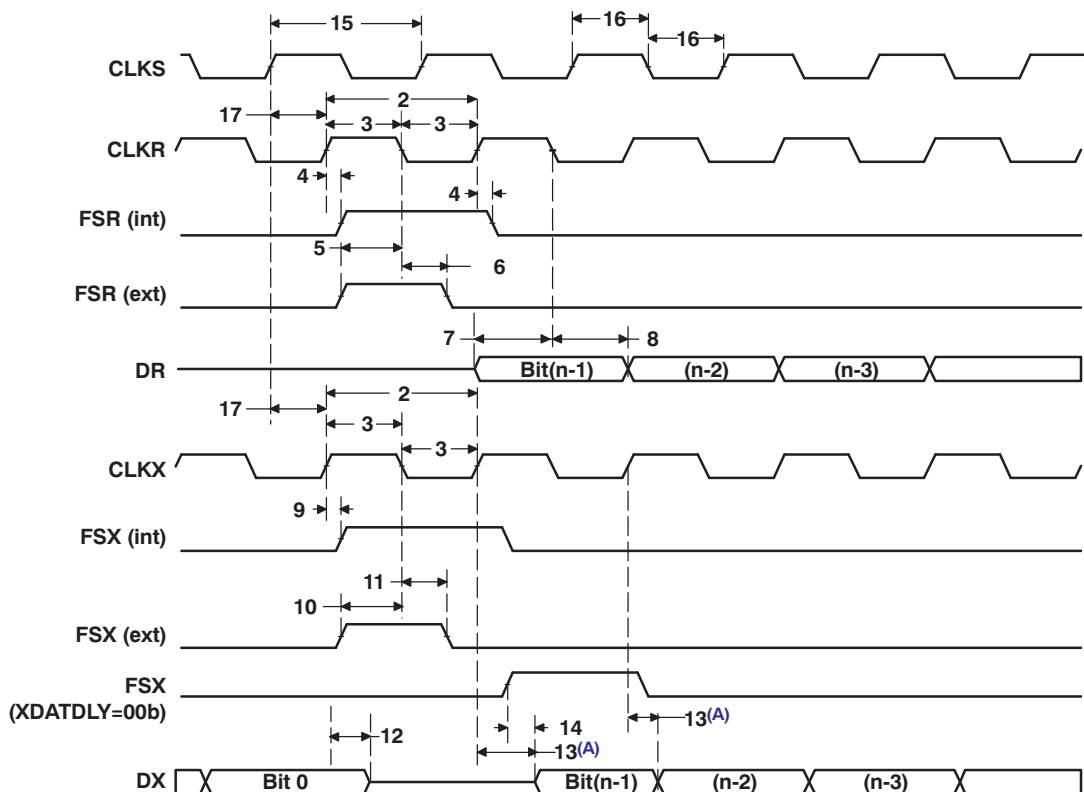 15
16
16
CLKS
2
17
3
3
CLKR
4
4
FSR (int)
5
6
FSR (ext)
7
8
DR
Bit(n-1)
(n-2)
(n-3)
2
17
3
3
CLKX
9
FSX (int)
11
10
FSX (ext)
FSX
(XDATDLY=00b)
14
13(A)
12
13(A)
DX
Bit 0
Bit(n-1)
(n-2)
(n-3)